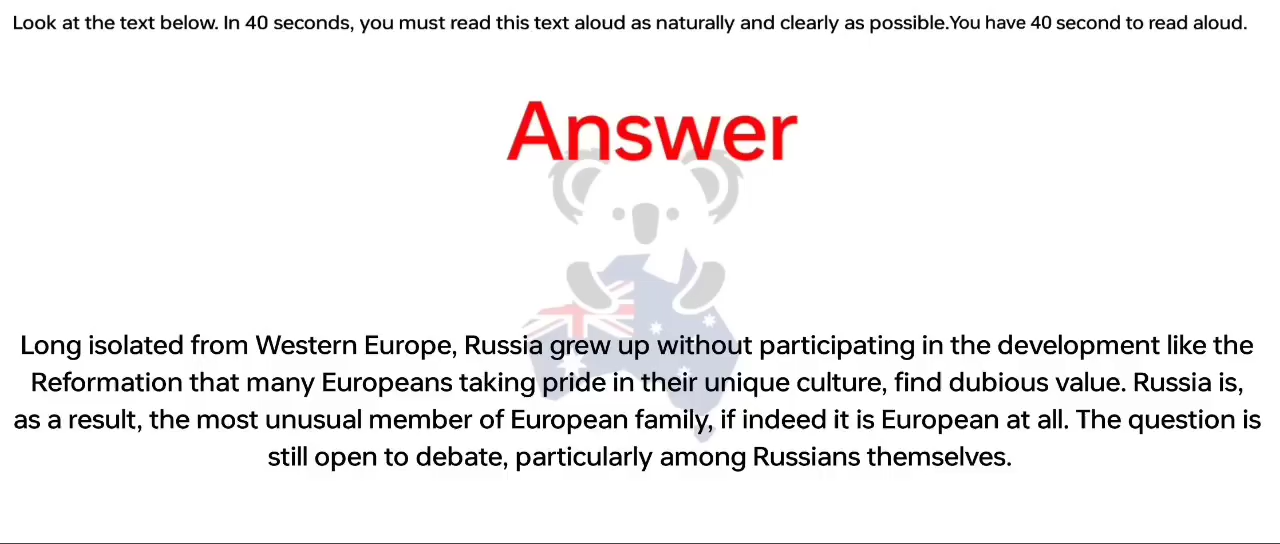 Look at the text below. In 40 seconds, you must read this text aloud as naturally and clearly as possible.You have 40 second to read aloud.
Answer
Long isolated from Western Europe, Russia grew up without participating in the development like the
Reformation that many Europeans taking pride in their unique culture, find dubious value. Russia is,
as a result, the most unusual member of European family, if indeed it is European at all. The question is
still open to debate, particularly among Russians themselves.